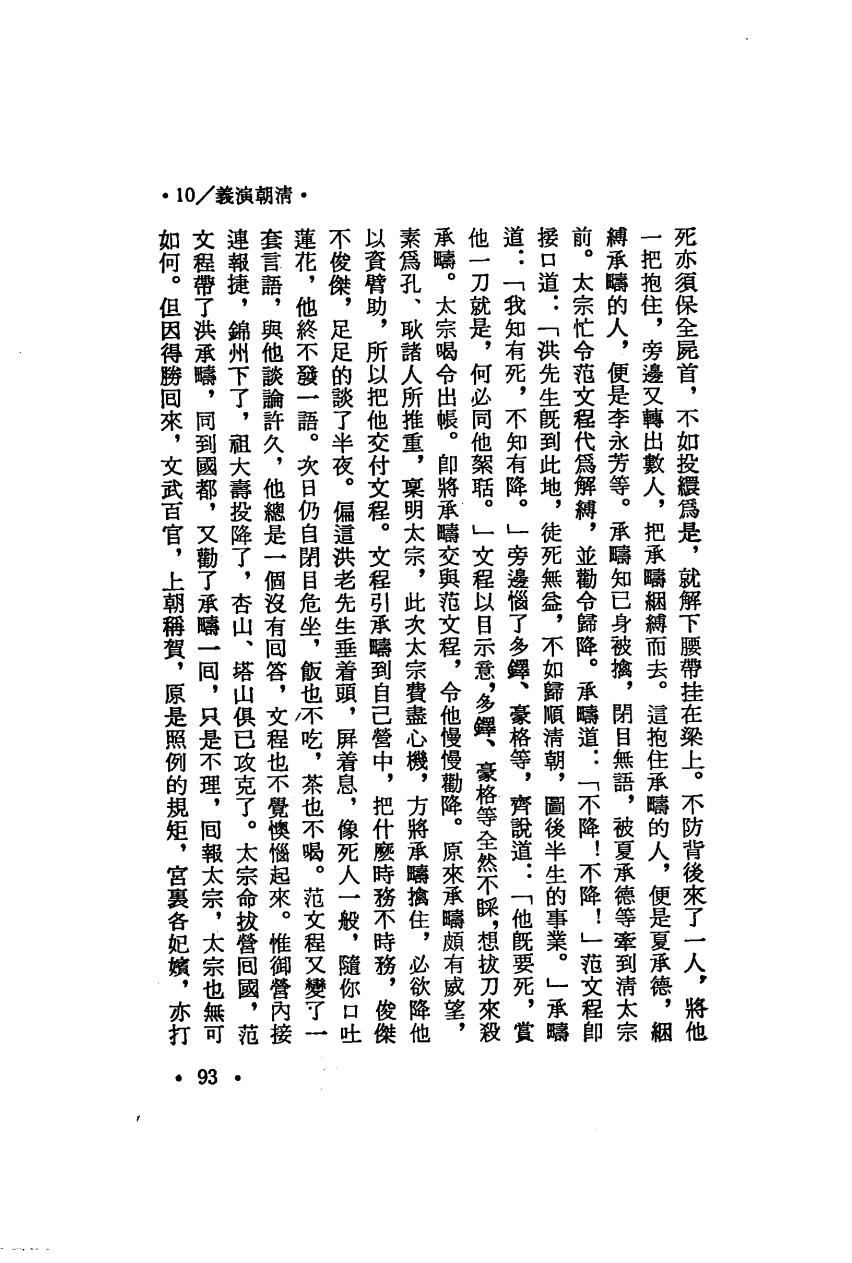 •10／義演朝清•
死亦須保全屍首，不如投繯爲是，就解下腰帶挂在梁上。不防背後來了一人，將他
一把抱住，旁邊又轉出數人，把承疇綑縛而去。這抱住承疇的人，便是夏承德，綑
縛承疇的人，便是李永芳等。承疇知已身被擒，閉目無語，被夏承德等牽到清太宗
前。太宗忙令范文程代爲解縛，並勸令歸降。承疇道：「不降！不降！」范文程卽
接口道：「洪先生旣到此地，徒死無益，不如歸順清朝，圖後半生的事業。」承疇
道：「我知有死，不知有降。」旁邊惱了多鐸、豪格等，齊說道：「他旣要死，賞
他一刀就是，何必同他絮聒。」文程以目示意，多鐸、豪格等全然不睬，想拔刀來殺
承疇。太宗喝令出帳。卽將承疇交與范文程，令他慢慢勸降。原來承疇頗有威望，
素爲孔、耿諸人所推重，稟明太宗，此次太宗費盡心機，方將承疇擒住，必欲降他
以資臂助，所以把他交付文程。文程引承疇到自己營中，把什麼時務不時務，俊傑
不俊傑，足足的談了半夜。偏這洪老先生垂着頭，屏着息，像死人一般，隨你口吐
蓮花，他終不發一語。次日仍自閉目危坐，飯也不吃，茶也不喝。范文程又變了一
套言語，與他談論許久，他總是一個沒有回答，文程也不覺懊惱起來。惟御營內接
連報捷，錦州下了，祖大壽投降了，杏山、塔山俱已攻克了。太宗命拔營回國，范
文程帶了洪承疇，同到國都，又勸了承疇一回，只是不理，回報太宗，太宗也無可
如何。但因得勝回來，文武百官，上朝稱賀，原是照例的規矩，宮裏各妃嬪，亦打
•93•